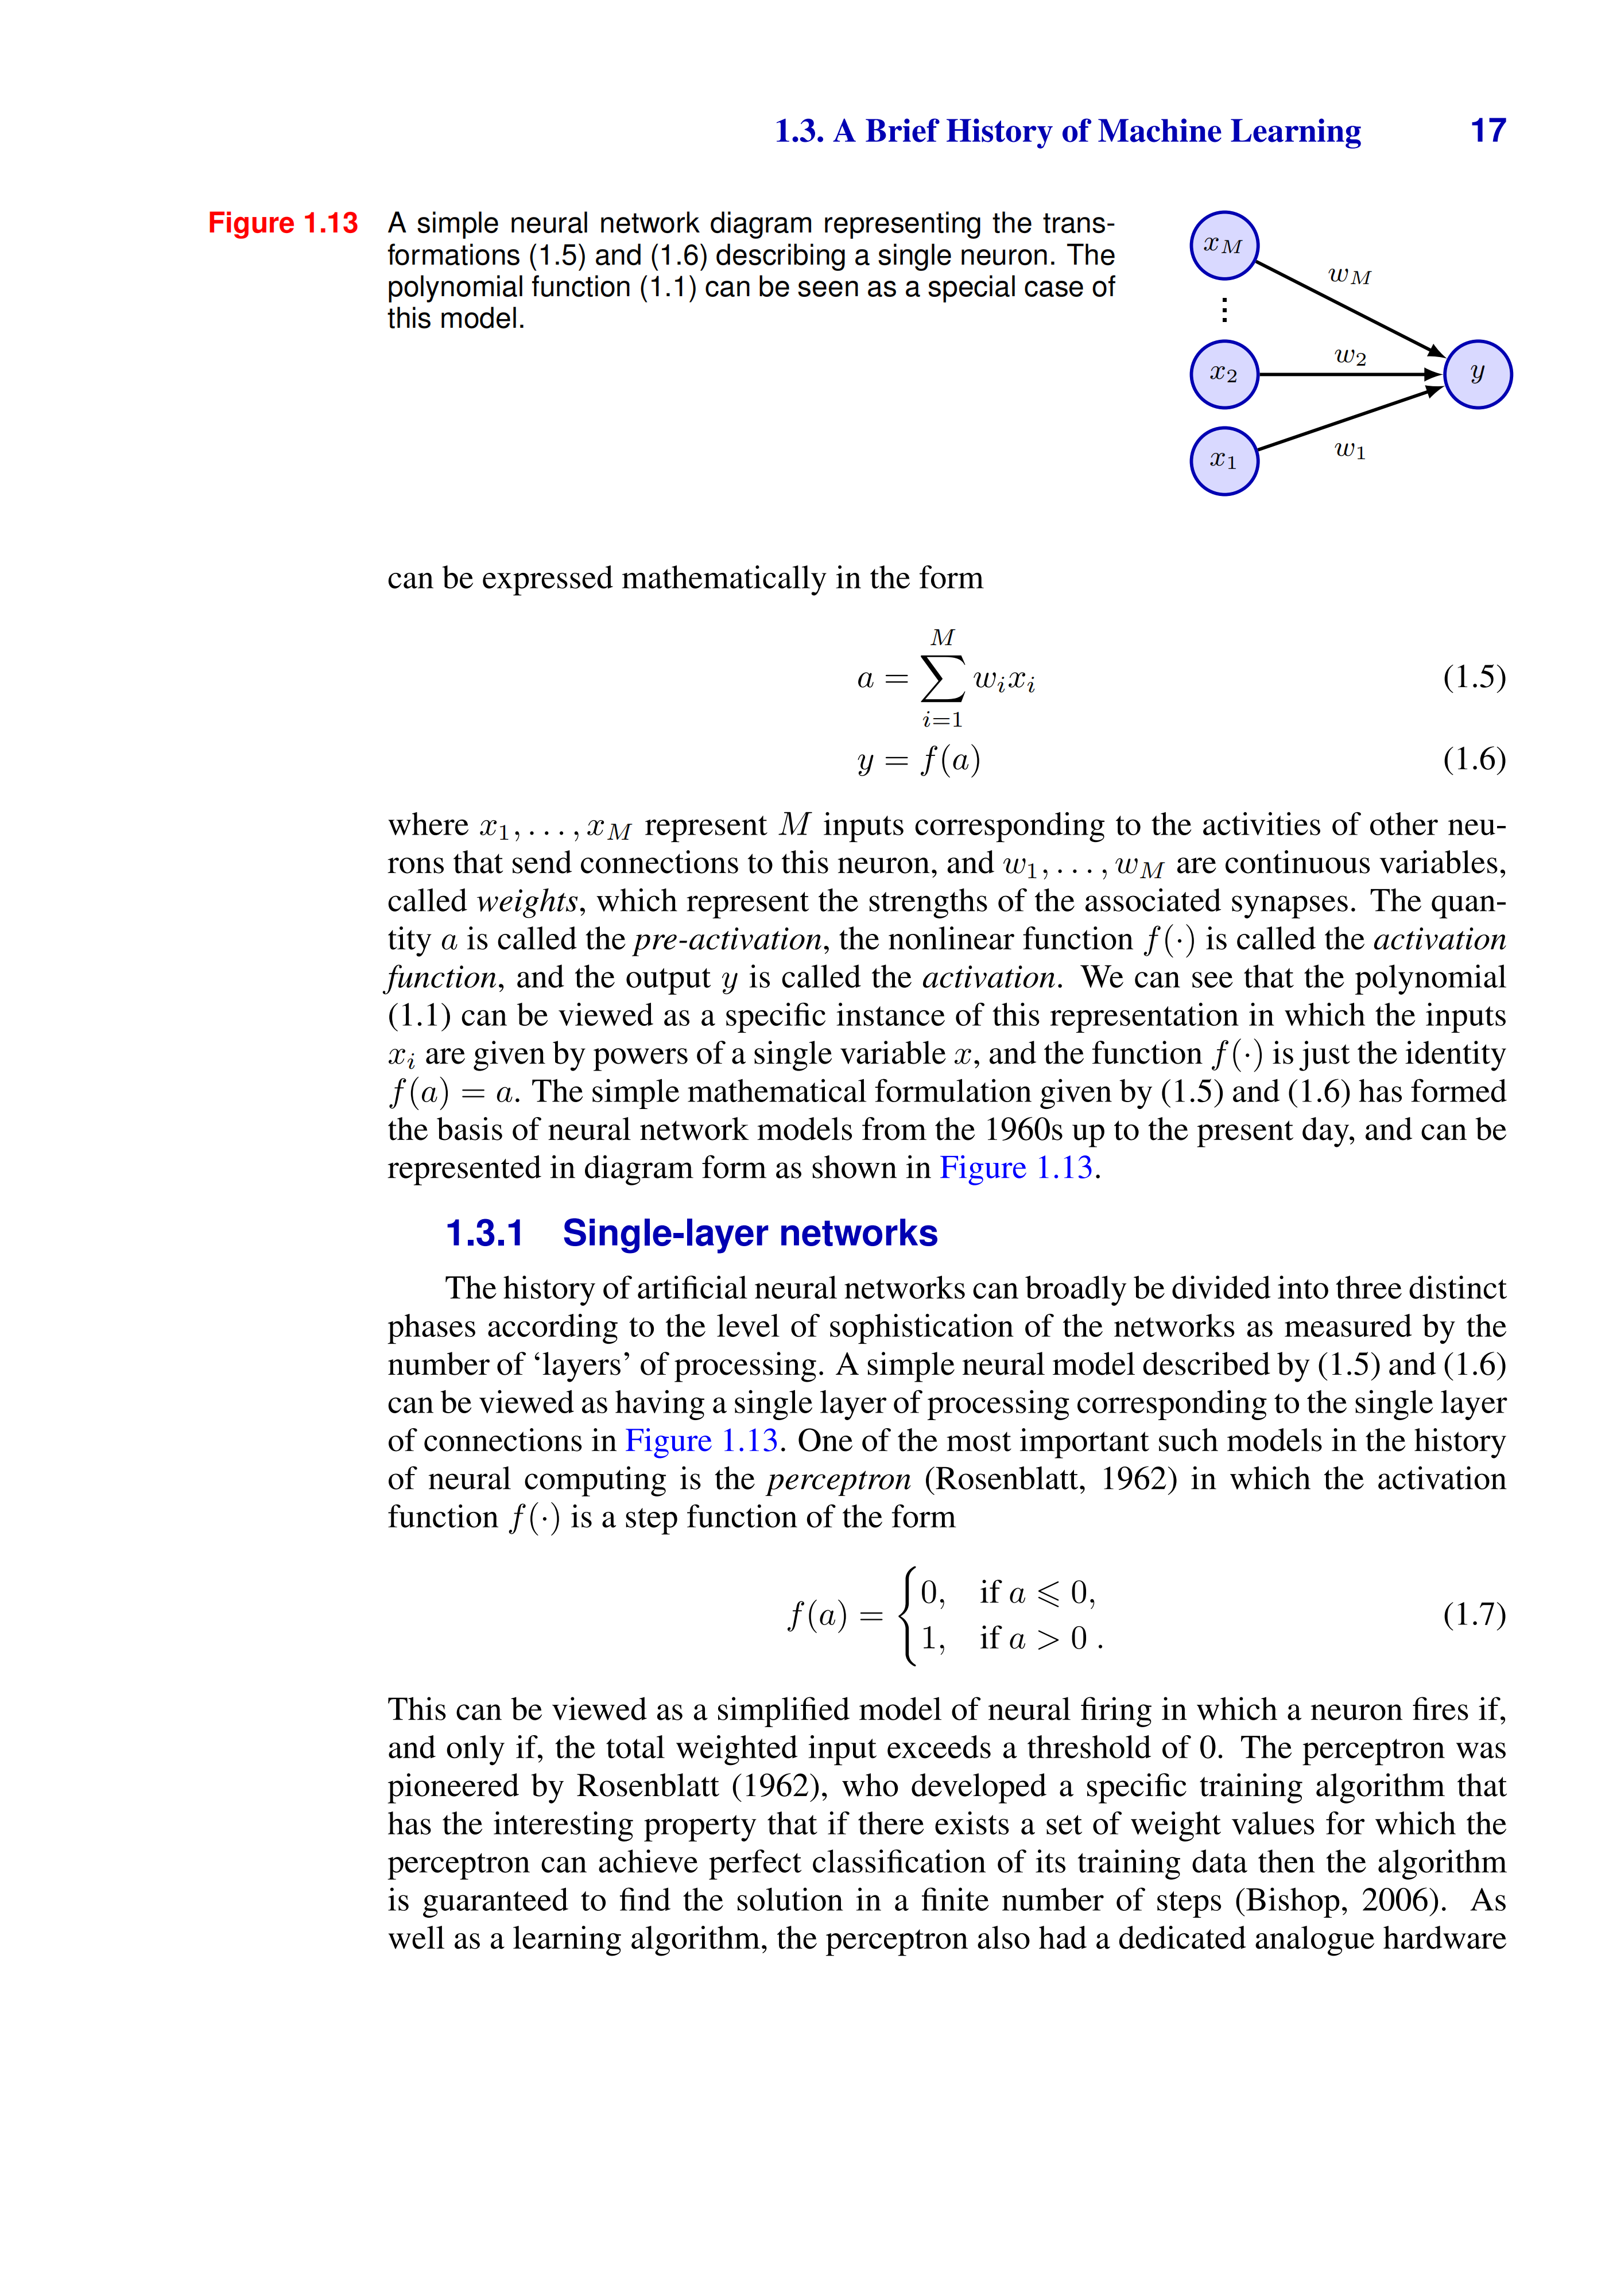 1.3. A Brief History of Machine Learning 17
Figure 1.13 A simple neural network diagram representing the trans-
formations (1.5) and (1.6) describing a single neuron. The
polynomial function (1.1) can be seen as a special case of
this model.
x_M
w_M
⋮
x_2
w_2
y
x_1
w_1
can be expressed mathematically in the form
a = \sum_{i=1}^{M} w_i x_i (1.5)
y = f(a) (1.6)
where x_1, . . . , x_M represent M inputs corresponding to the activities of other neu-
rons that send connections to this neuron, and w_1, . . . , w_M are continuous variables,
called weights, which represent the strengths of the associated synapses. The quan-
tity a is called the pre-activation, the nonlinear function f(·) is called the activation
function, and the output y is called the activation. We can see that the polynomial
(1.1) can be viewed as a specific instance of this representation in which the inputs
x_i are given by powers of a single variable x, and the function f(·) is just the identity
f(a) = a. The simple mathematical formulation given by (1.5) and (1.6) has formed
the basis of neural network models from the 1960s up to the present day, and can be
represented in diagram form as shown in Figure 1.13.
1.3.1 Single-layer networks
The history of artificial neural networks can broadly be divided into three distinct
phases according to the level of sophistication of the networks as measured by the
number of ‘layers’ of processing. A simple neural model described by (1.5) and (1.6)
can be viewed as having a single layer of processing corresponding to the single layer
of connections in Figure 1.13. One of the most important such models in the history
of neural computing is the perceptron (Rosenblatt, 1962) in which the activation
function f(·) is a step function of the form
f(a) = { 0, if a ⩽ 0,
1, if a > 0 . (1.7)
This can be viewed as a simplified model of neural firing in which a neuron fires if,
and only if, the total weighted input exceeds a threshold of 0. The perceptron was
pioneered by Rosenblatt (1962), who developed a specific training algorithm that
has the interesting property that if there exists a set of weight values for which the
perceptron can achieve perfect classification of its training data then the algorithm
is guaranteed to find the solution in a finite number of steps (Bishop, 2006). As
well as a learning algorithm, the perceptron also had a dedicated analogue hardware